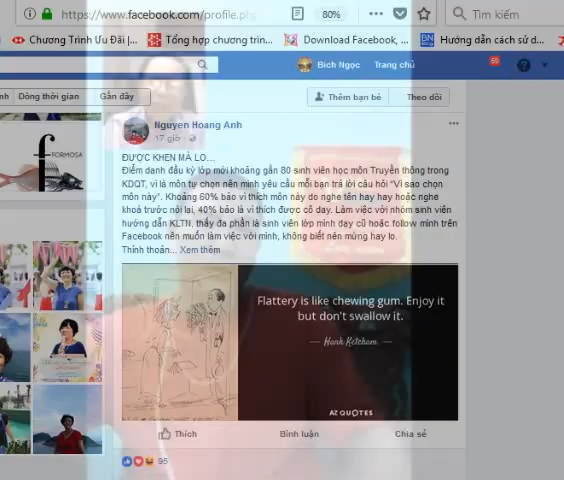 https://www.facebook.com/profile.ph
80%
Tìm kiếm
Chương Trình Ưu Đãi |...
Tổng hợp chương trìn...
Download Facebook, ...
BN
Hướng dẫn cách sử d...
Bích Ngọc
Trang chủ
nh
Dòng thời gian
Gần đây
Thêm bạn bè
Theo dõi
FORMOSA
Nguyen Hoang Anh
17 giờ
ĐƯỢC KHEN MÀ LO...
Điểm danh đầu kỳ lớp mới khoảng gần 80 sinh viên học môn Truyền thông trong
KDQT, vì là môn tự chọn nên mình yêu cầu mỗi bạn trả lời câu hỏi "Vì sao chọn
môn này". Khoảng 60% bảo vì thích môn này do nghe tên hay hay hoặc nghe
khoá trước nói lại, 40% bảo là vì thích được cô dạy. Làm việc với nhóm sinh viên
hướng dẫn KLTN, thấy đa phần là sinh viên lớp mình dạy cũ hoặc follow mình trên
Facebook nên muốn làm việc với mình, không biết nên mừng hay lo.
Thỉnh thoản... Xem thêm
Flattery is like chewing gum. Enjoy it
but don't swallow it.
— Hank Ketcham
AZ QUOTES
Thích
Bình luận
Chia sẻ
95